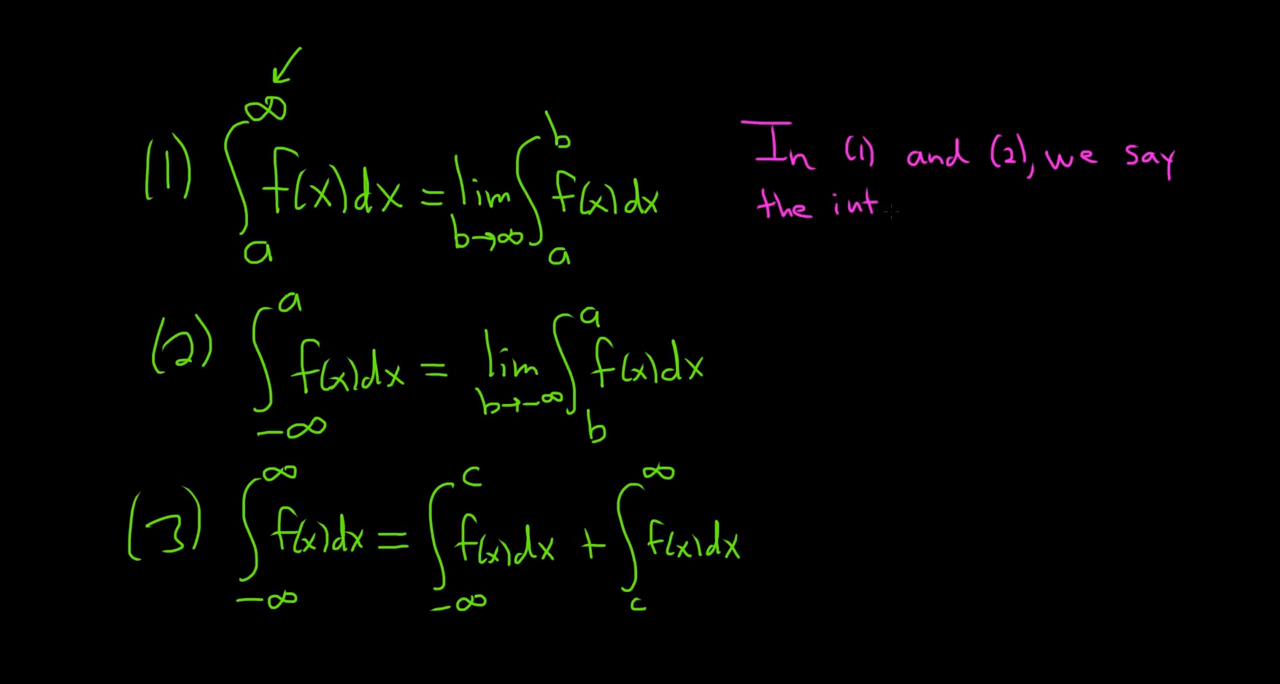 (1) ∫_a^∞ f(x)dx = lim_{b→∞} ∫_a^b f(x)dx
In (1) and (2), we say
the int
(2) ∫_{-∞}^a f(x)dx = lim_{b→-∞} ∫_b^a f(x)dx
(3) ∫_{-∞}^∞ f(x)dx = ∫_{-∞}^c f(x)dx + ∫_c^∞ f(x)dx